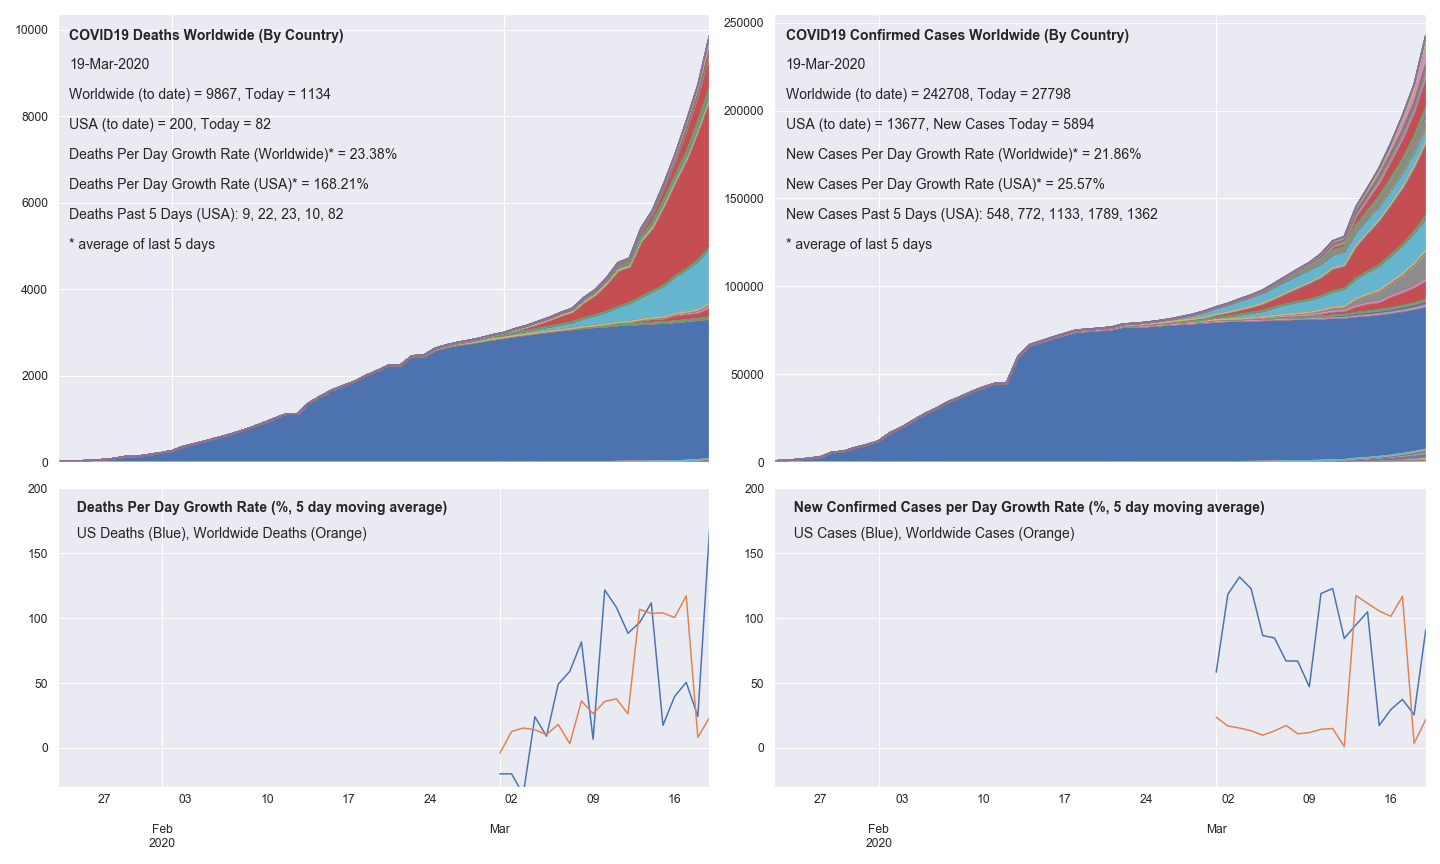 10000
8000
6000
4000
2000
0
COVID19 Deaths Worldwide (By Country)
19-Mar-2020
Worldwide (to date) = 9867, Today = 1134
USA (to date) = 200, Today = 82
Deaths Per Day Growth Rate (Worldwide)* = 23.38%
Deaths Per Day Growth Rate (USA)* = 168.21%
Deaths Past 5 Days (USA): 9, 22, 23, 10, 82
* average of last 5 days
250000
200000
150000
100000
50000
0
COVID19 Confirmed Cases Worldwide (By Country)
19-Mar-2020
Worldwide (to date) = 242708, Today = 27798
USA (to date) = 13677, New Cases Today = 5894
New Cases Per Day Growth Rate (Worldwide)* = 21.86%
New Cases Per Day Growth Rate (USA)* = 25.57%
New Cases Past 5 Days (USA): 548, 772, 1133, 1789, 1362
* average of last 5 days
200
150
100
50
0
Deaths Per Day Growth Rate (%, 5 day moving average)
US Deaths (Blue), Worldwide Deaths (Orange)
27 03 10 17 24 02 09 16
Feb Mar
2020
200
150
100
50
0
New Confirmed Cases per Day Growth Rate (%, 5 day moving average)
US Cases (Blue), Worldwide Cases (Orange)
27 03 10 17 24 02 09 16
Feb Mar
2020